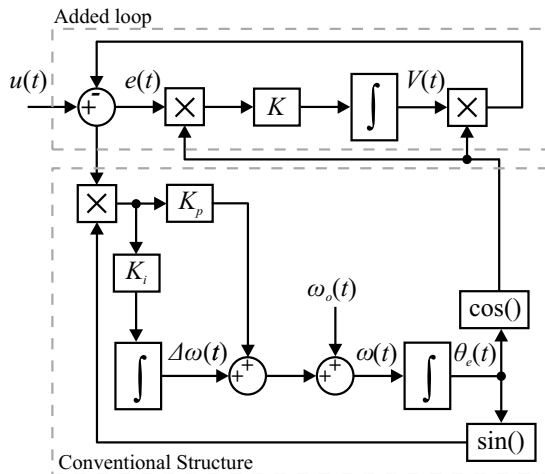 Added loop
u(t)
e(t)
V(t)
-
+
×
K
∫
×
×
K_p
K_i
ω_o(t)
cos()
Δω(t)
+
+
+
+
ω(t)
θ_e(t)
∫
∫
sin()
Conventional Structure